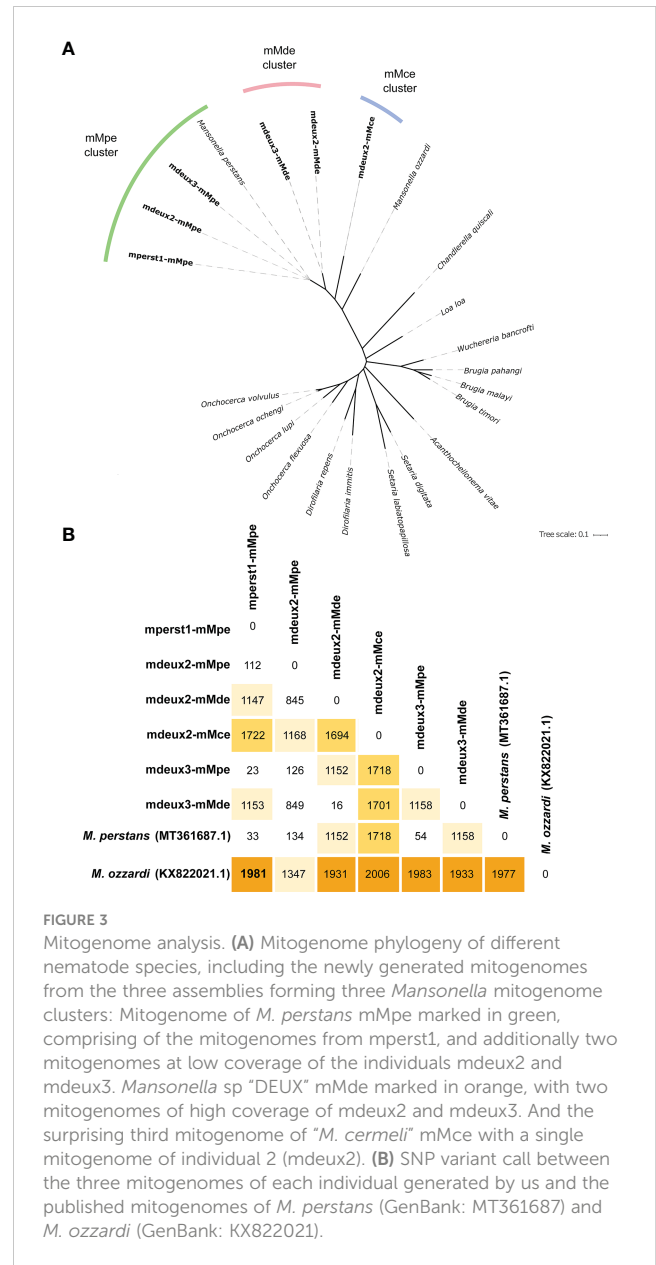 A
mMde
cluster
mMce
cluster
mMpe
cluster
Mansonella perstans
mdeux3-mMde
mdeux2-mMde
mdeux2-mMce
Mansonella ozzardi
mdeux3-mMpe
mdeux2-mMpe
mperst1-mMpe
Chandlerella quiscali
Loa loa
Wuchereria bancrofti
Brugia pahangi
Brugia malayi
Brugia timori
Onchocerca volvulus
Onchocerca ochengi
Onchocerca lupi
Onchocerca flexuosa
Dirofilaria repens
Dirofilaria immitis
Setaria labiatopapillosa
Setaria digitata
Acanthocheilonema vitae
Tree scale: 0.1
B
mperst1-mMpe
mdeux2-mMpe
mdeux2-mMde
mdeux2-mMce
mdeux3-mMpe
mdeux3-mMde
M. perstans (MT361687.1)
M. ozzardi (KX822021.1)
mperst1-mMpe 0
mdeux2-mMpe 112 0
mdeux2-mMde 1147 845 0
mdeux2-mMce 1722 1168 1694 0
mdeux3-mMpe 23 126 1152 1718 0
mdeux3-mMde 1153 849 16 1701 1158 0
M. perstans (MT361687.1) 33 134 1152 1718 54 1158 0
M. ozzardi (KX822021.1) 1981 1347 1931 2006 1983 1933 1977 0
FIGURE 3
Mitogenome analysis. (A) Mitogenome phylogeny of different
nematode species, including the newly generated mitogenomes
from the three assemblies forming three Mansonella mitogenome
clusters: Mitogenome of M. perstans mMpe marked in green,
comprising of the mitogenomes from mperst1, and additionally two
mitogenomes at low coverage of the individuals mdeux2 and
mdeux3. Mansonella sp “DEUX” mMde marked in orange, with two
mitogenomes of high coverage of mdeux2 and mdeux3. And the
surprising third mitogenome of “M. cermeli” mMce with a single
mitogenome of individual 2 (mdeux2). (B) SNP variant call between
the three mitogenomes of each individual generated by us and the
published mitogenomes of M. perstans (GenBank: MT361687) and
M. ozzardi (GenBank: KX822021).